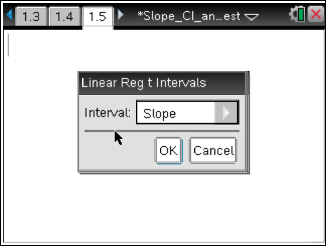 1.3 1.4 1.5 *Slope_CI_an…est
Linear Reg t Intervals
Interval: Slope
OK Cancel